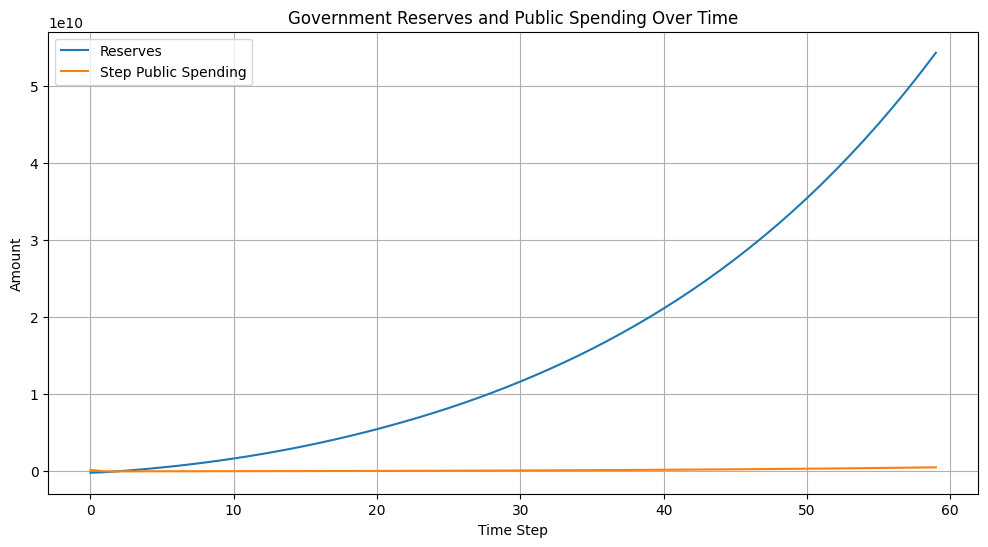 Government Reserves and Public Spending Over Time
1e10
Reserves
Step Public Spending
5
4
3
2
1
0
Amount
0 10 20 30 40 50 60
Time Step